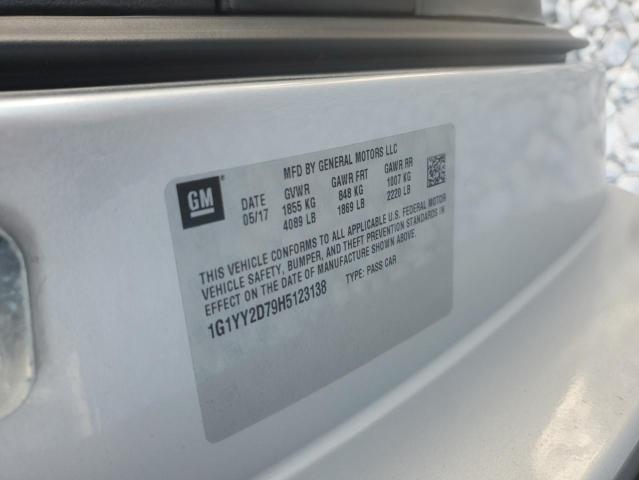 MFD BY GENERAL MOTORS LLC
GM
DATE GVWR GAWR FRT GAWR RR
05/17 1855 KG 848 KG 1007 KG
4089 LB 1869 LB 2220 LB
THIS VEHICLE CONFORMS TO ALL APPLICABLE U.S. FEDERAL MOTOR
VEHICLE SAFETY, BUMPER, AND THEFT PREVENTION STANDARDS IN
EFFECT ON THE DATE OF MANUFACTURE SHOWN ABOVE.
1G1YY2D79H5123138 TYPE: PASS CAR